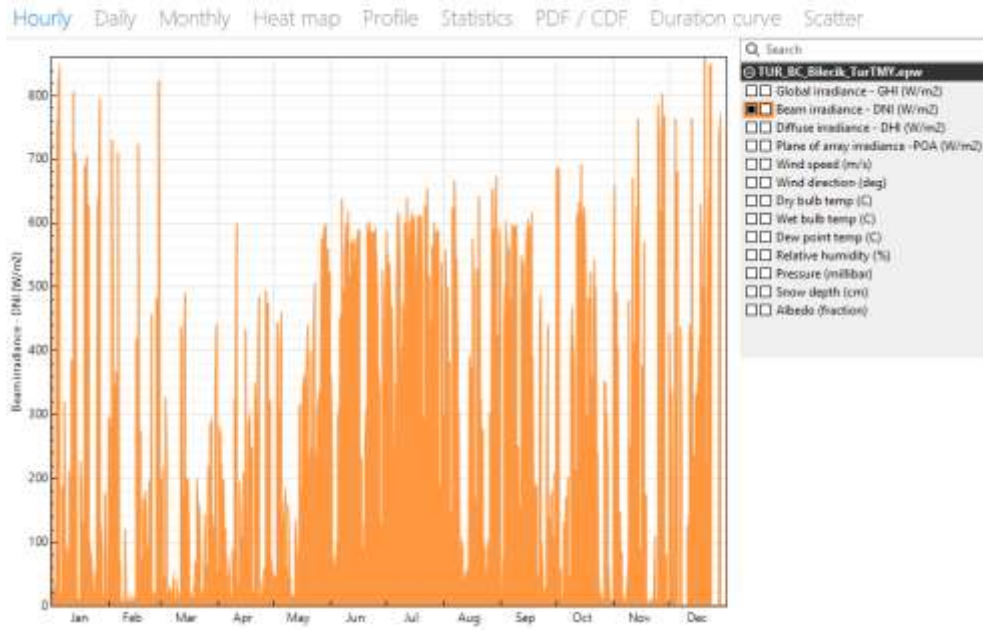 Hourly Daily Monthly Heat map Profile Statistics PDF / CDF Duration curve Scatter
Search
TUR_BC_Bilecik_TurTMY.epw
Global irradiance - GHI (W/m2)
Beam irradiance - DNI (W/m2)
Diffuse irradiance - DHI (W/m2)
Plane of array irradiance -POA (W/m2)
Wind speed (m/s)
Wind direction (deg)
Dry bulb temp (C)
Wet bulb temp (C)
Dew point temp (C)
Relative humidity (%)
Pressure (millibar)
Snow depth (cm)
Albedo (fraction)
Beam irradiance - DNI (W/m2)
800
700
600
500
400
300
200
100
0
Jan Feb Mar Apr May Jun Jul Aug Sep Oct Nov Dec